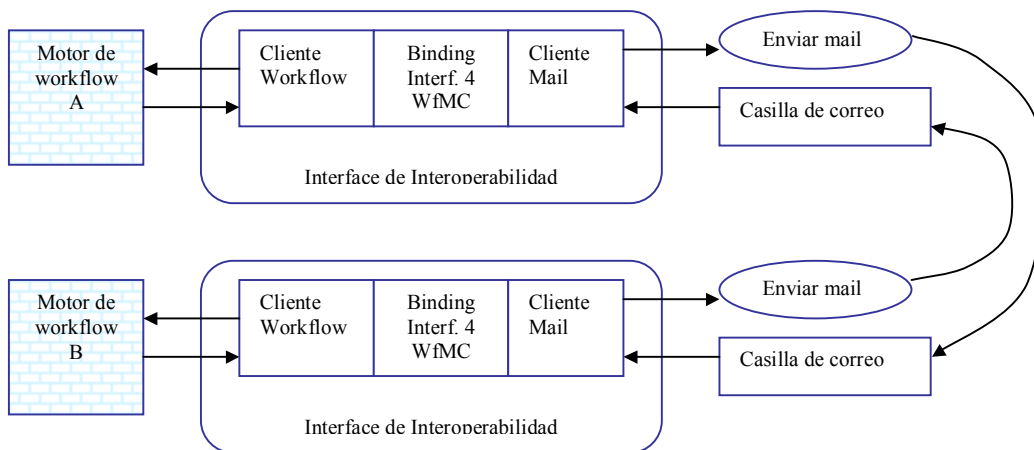 Motor de
workflow
A
Cliente
Workflow
Binding
Interf. 4
WfMC
Cliente
Mail
Enviar mail
Casilla de correo
Interface de Interoperabilidad
Motor de
workflow
B
Cliente
Workflow
Binding
Interf. 4
WfMC
Cliente
Mail
Enviar mail
Casilla de correo
Interface de Interoperabilidad